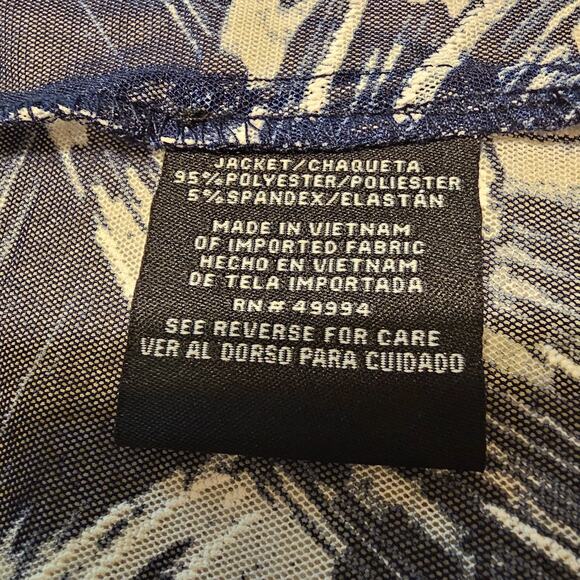 JACKET/CHAQUETA
95%POLYESTER/POLIESTER
5%SPANDEX/ELASTÁN
MADE IN VIETNAM
OF IMPORTED FABRIC
HECHO EN VIETNAM
DE TELA IMPORTADA
RN# 49994
SEE REVERSE FOR CARE
VER AL DORSO PARA CUIDADO